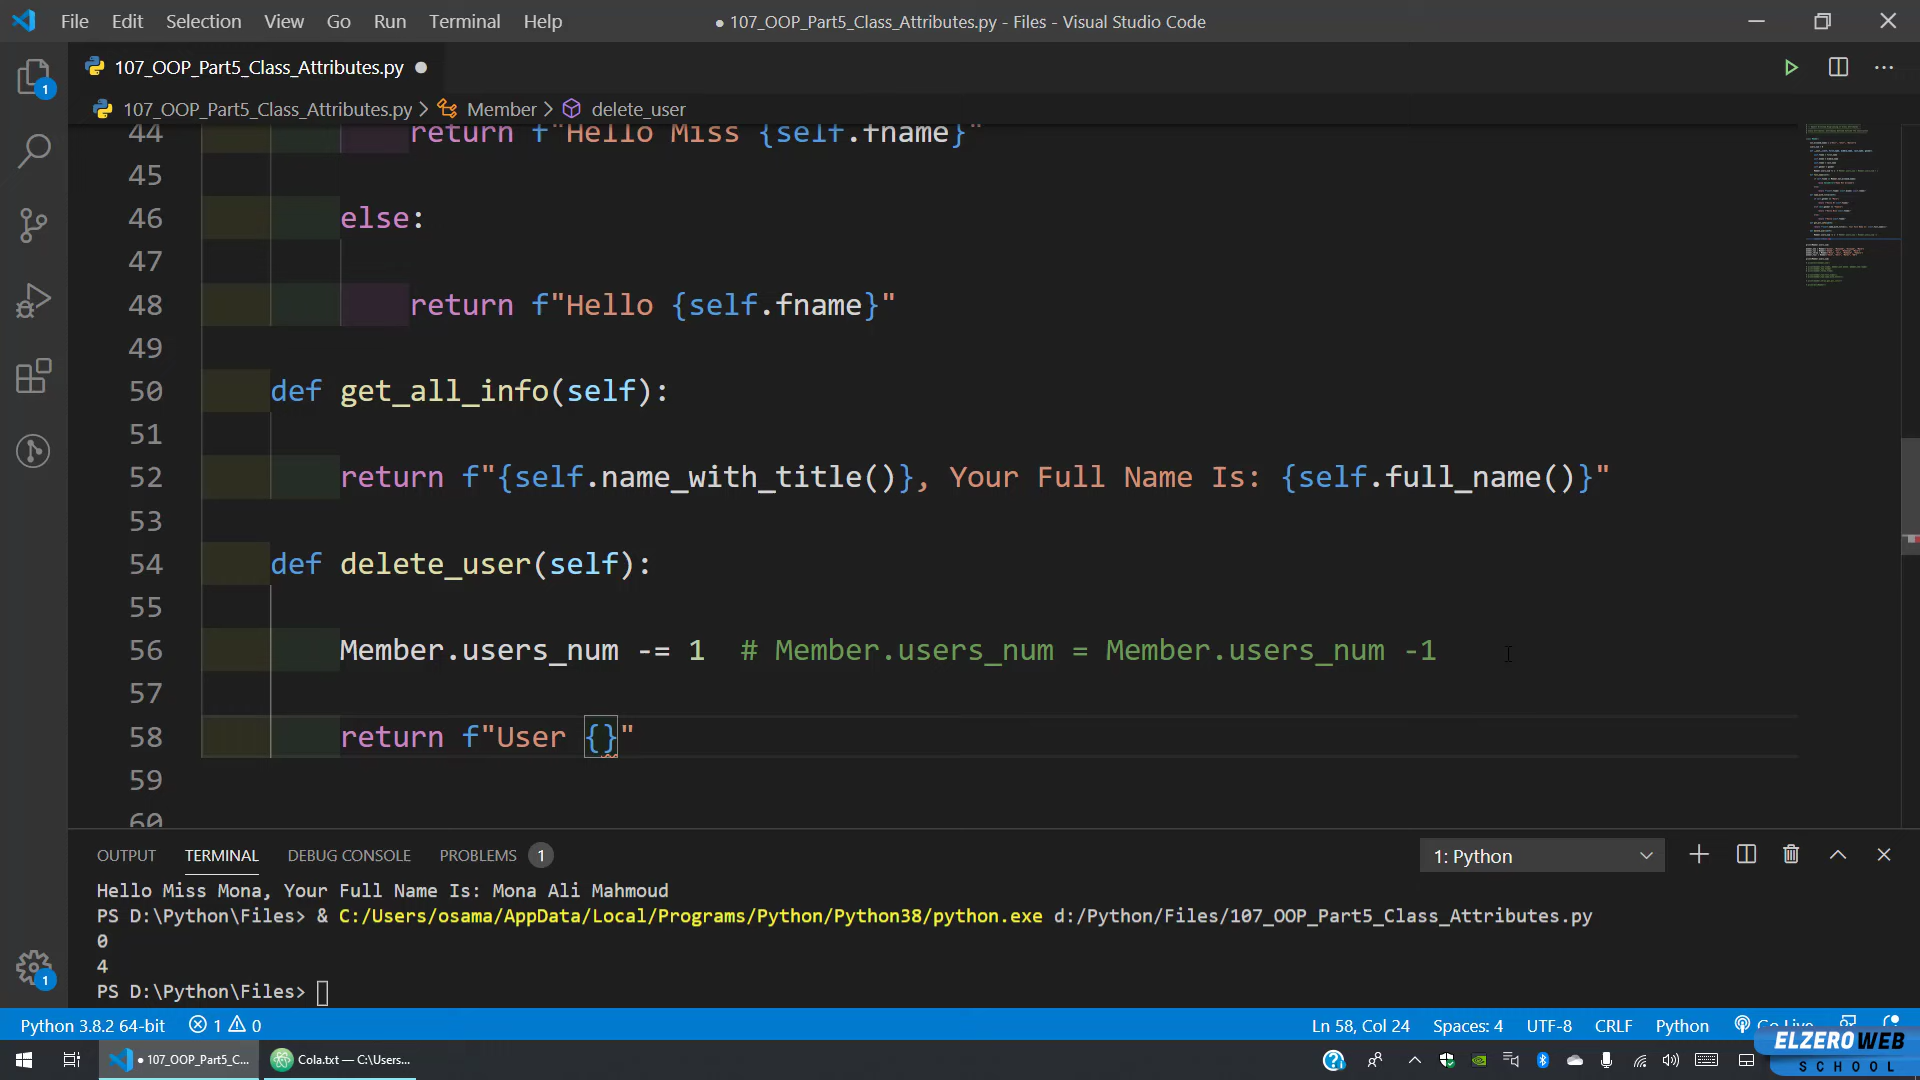 File Edit Selection View Go Run Terminal Help ● 107_OOP_Part5_Class_Attributes.py - Files - Visual Studio Code
107_OOP_Part5_Class_Attributes.py
107_OOP_Part5_Class_Attributes.py > Member > delete_user
44 return f"Hello Miss {self.fname}"
45
46 else:
47
48 return f"Hello {self.fname}"
49
50 def get_all_info(self):
51
52 return f"{self.name_with_title()}, Your Full Name Is: {self.full_name()}"
53
54 def delete_user(self):
55
56 Member.users_num -= 1 # Member.users_num = Member.users_num -1
57
58 return f"User {}"
59
60
OUTPUT TERMINAL DEBUG CONSOLE PROBLEMS 1 1: Python
Hello Miss Mona, Your Full Name Is: Mona Ali Mahmoud
PS D:\Python\Files> & C:/Users/osama/AppData/Local/Programs/Python/Python38/python.exe d:/Python/Files/107_OOP_Part5_Class_Attributes.py
0
4
PS D:\Python\Files>
Python 3.8.2 64-bit 1 0 Ln 58, Col 24 Spaces: 4 UTF-8 CRLF Python Go Live
● 107_OOP_Part5_C... Cola.txt — C:\Users...
ELZEROWEB
SCHOOL